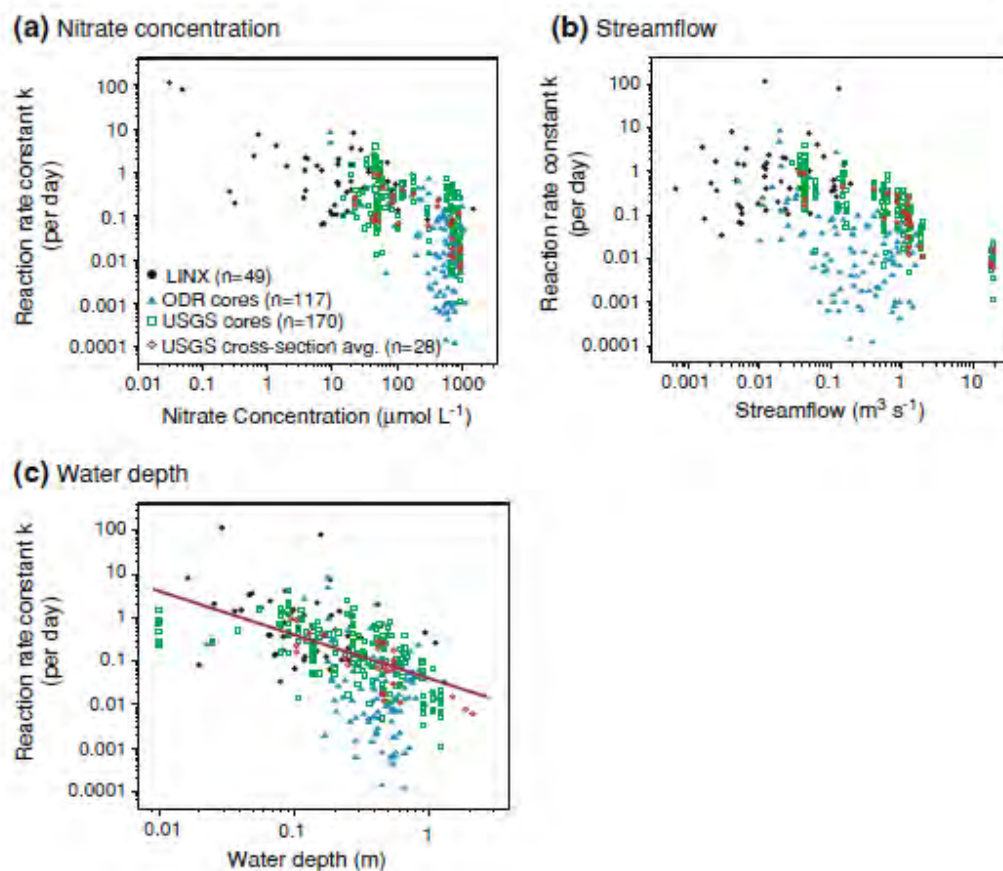 (a) Nitrate concentration
Reaction rate constant k
(per day)
100
10
1
0.1
0.01
0.001
0.0001
LINX (n=49)
ODR cores (n=117)
USGS cores (n=170)
USGS cross-section avg. (n=28)
0.01 0.1 1 10 100 1000
Nitrate Concentration (µmol L⁻¹)
(b) Streamflow
Reaction rate constant k
(per day)
100
10
1
0.1
0.01
0.001
0.0001
0.001 0.01 0.1 1 10
Streamflow (m³ s⁻¹)
(c) Water depth
Reaction rate constant k
(per day)
100
10
1
0.1
0.01
0.001
0.0001
0.01 0.1 1
Water depth (m)